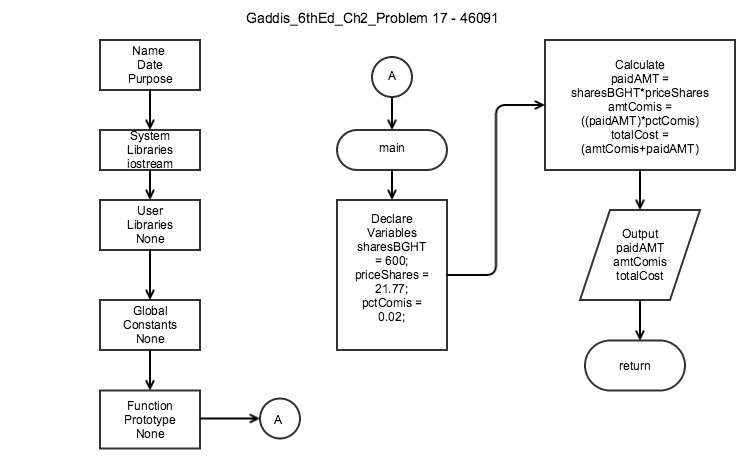 Gaddis_6thEd_Ch2_Problem 17 - 46091
Name
Date
Purpose
System
Libraries
iostream
User
Libraries
None
Global
Constants
None
Function
Prototype
None
A
A
main
Declare
Variables
sharesBGHT
= 600;
priceShares =
21.77;
pctComis =
0.02;
Calculate
paidAMT =
sharesBGHT*priceShares
amtComis =
((paidAMT)*pctComis)
totalCost =
(amtComis+paidAMT)
Output
paidAMT
amtComis
totalCost
return